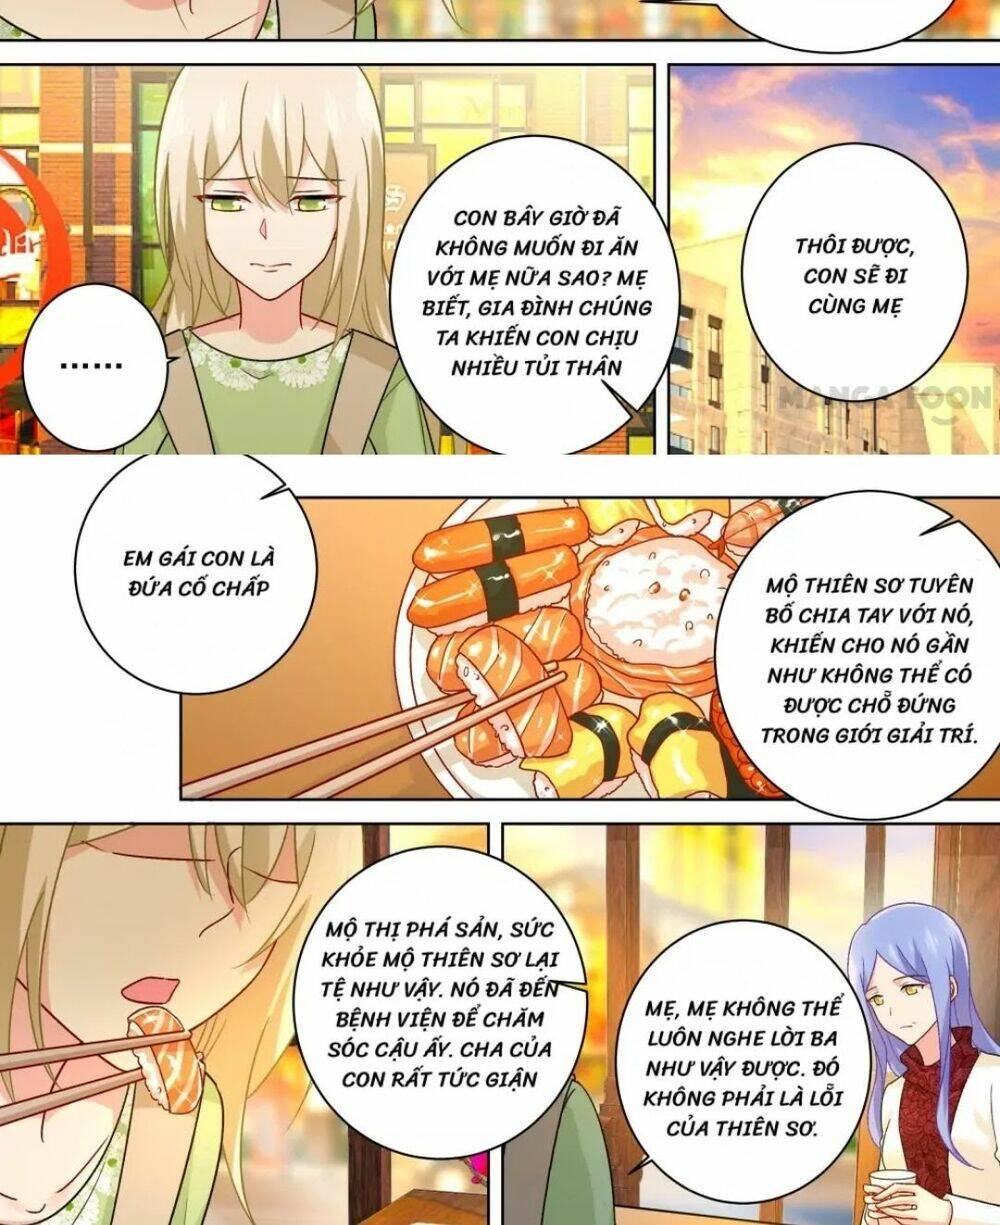 CON BÂY GIỜ ĐÃ
KHÔNG MUỐN ĐI ĂN
VỚI MẸ NỮA SAO? MẸ
BIẾT, GIA ĐÌNH CHÚNG
TA KHIẾN CON CHỊU
NHIỀU TỦI THÂN
.......
THÔI ĐƯỢC,
CON SẼ ĐI
CÙNG MẸ
MANGA TOON
EM GÁI CON LÀ
ĐỨA CỐ CHẤP
MỘ THIÊN SƠ TUYÊN
BỐ CHIA TAY VỚI NÓ,
KHIẾN CHO NÓ GẦN
NHƯ KHÔNG THỂ CÓ
ĐƯỢC CHỖ ĐỨNG
TRONG GIỚI GIẢI TRÍ.
MỘ THỊ PHÁ SẢN, SỨC
KHỎE MỘ THIÊN SƠ LẠI
TỆ NHƯ VẬY. NÓ ĐÃ ĐẾN
BỆNH VIỆN ĐỂ CHĂM
SÓC CẬU ẤY. CHA CỦA
CON RẤT TỨC GIẬN
MẸ, MẸ KHÔNG THỂ
LUÔN NGHE LỜI BA
NHƯ VẬY ĐƯỢC. ĐÓ
KHÔNG PHẢI LÀ LỖI
CỦA THIÊN SƠ.